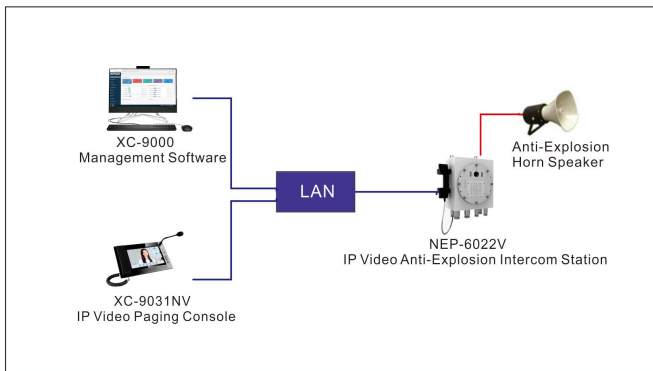 XC-9000
Management Software
LAN
Anti-Explosion
Horn Speaker
NEP-6022V
IP Video Anti-Explosion Intercom Station
XC-9031NV
IP Video Paging Console